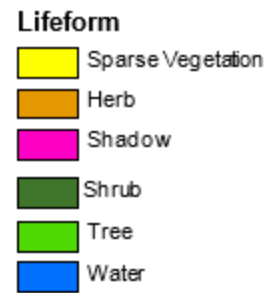 Lifeform
Sparse Vegetation
Herb
Shadow
Shrub
Tree
Water